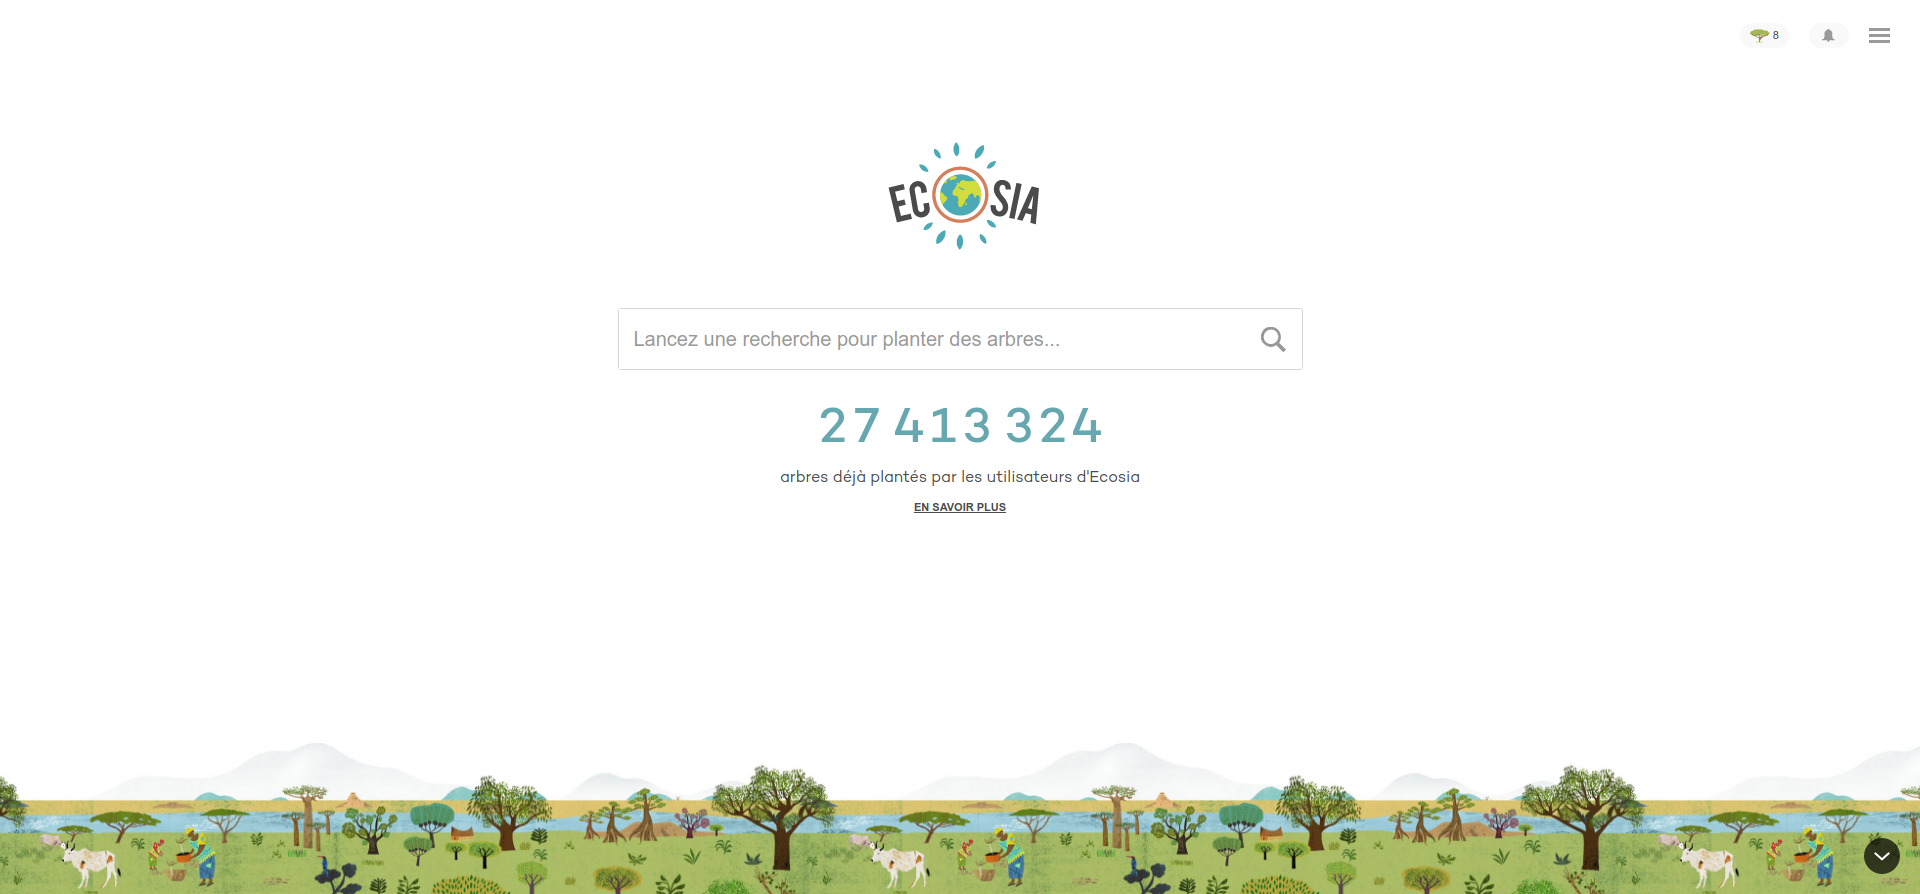 8
ECOSIA
Lancez une recherche pour planter des arbres...
27 413 324
arbres déjà plantés par les utilisateurs d'Ecosia
EN SAVOIR PLUS